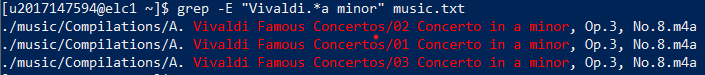 [u2017147594@elc1 ~]$ grep -E "Vivaldi.*a minor" music.txt
./music/Compilations/A. Vivaldi Famous Concertos/02 Concerto in a minor, Op.3, No.8.m4a
./music/Compilations/A. Vivaldi Famous Concertos/01 Concerto in a minor, Op.3, No.8.m4a
./music/Compilations/A. Vivaldi Famous Concertos/03 Concerto in a minor, Op.3, No.8.m4a